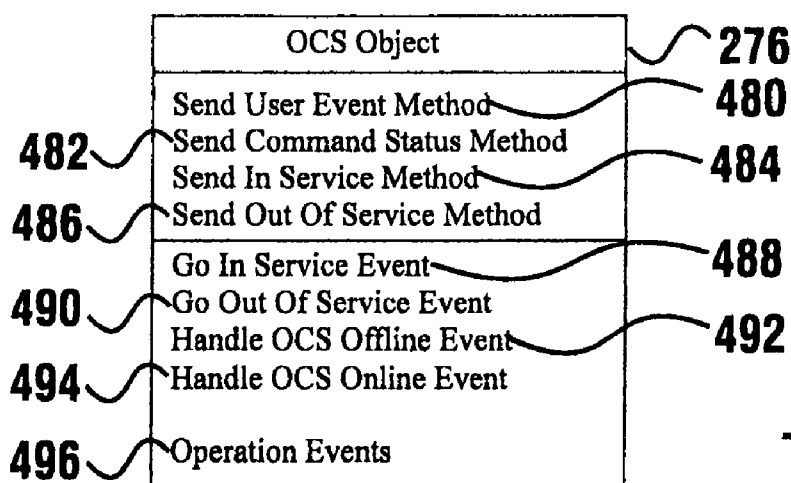 OCS Object 276
Send User Event Method 480
482 Send Command Status Method
Send In Service Method 484
486 Send Out Of Service Method
Go In Service Event 488
490 Go Out Of Service Event
Handle OCS Offline Event 492
494 Handle OCS Online Event
496 Operation Events